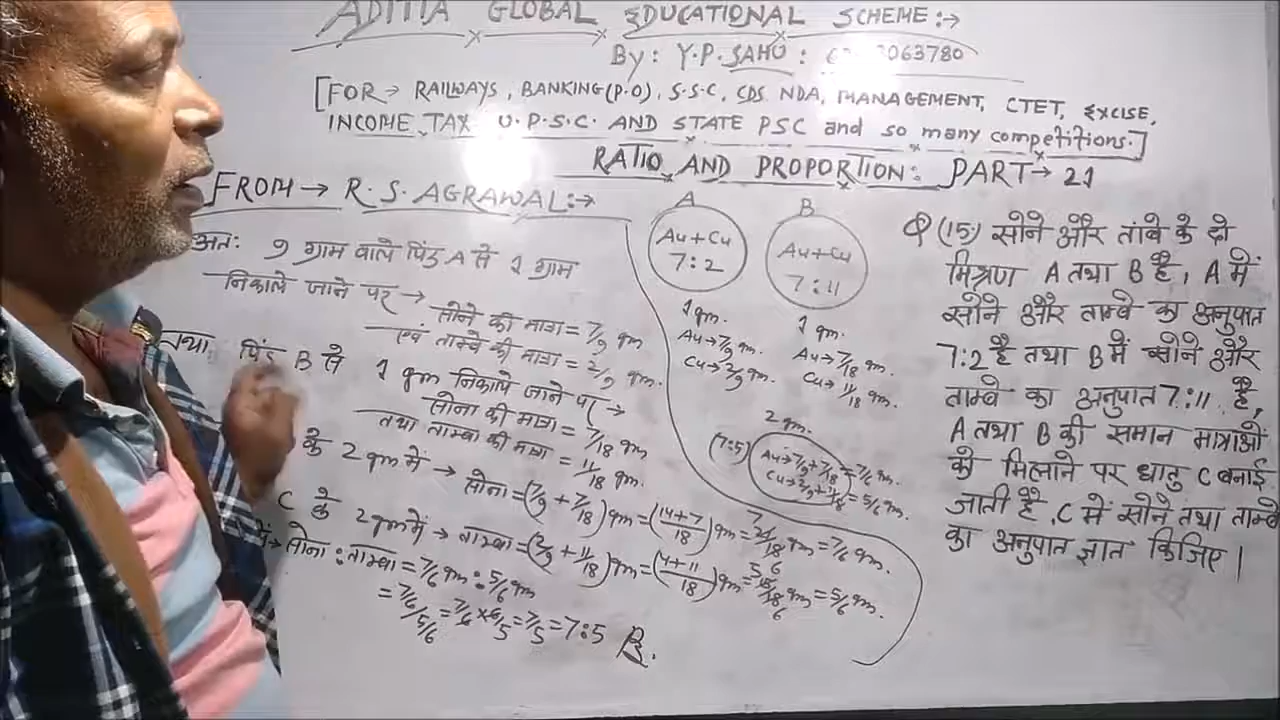 ADITIA GLOBAL EDUCATIONAL SCHEME:→
By: Y.P.SAHU: 063780
[FOR→ RAILWAYS, BANKING(P.O), S.S.C, CDS NDA, MANAGEMENT, CTET, EXCISE,
INCOME TAX U.P.S.C. AND STATE PSC and so many competitions.]
RATIO AND PROPORTION: PART→ 21
FROM→ R.S.AGRAWAL:→
अतः 9 ग्राम वाले पिंड A से 1 ग्राम
निकाले जाने पर→ सोने की मात्रा = 7/9 gm
एवं ताम्बे की मात्रा = 2/9 gm.
तथा पिंड B से 1 gm निकाले जाने पर→
सोना की मात्रा = 7/18 gm
तथा ताम्बा की मात्रा = 11/18 gm.
के 2 gm में→ सोना = (7/9 + 7/18) gm = (14+7/18) gm = 21/18 gm = 7/6 gm.
C के 2 gm में→ ताम्बा = (2/9 + 11/18) gm = (4+11/18) gm = 15/18 gm = 5/6 gm.
में→ सोना : ताम्बा = 7/6 gm : 5/6 gm
= 7/6/5/6 = 7/6 × 6/5 = 7/5 = 7:5
A
Au+Cu
7:2
1 gm.
Au→7/9 gm.
Cu→2/9 gm.
B
Au+Cu
7:11
1 gm.
Au→7/18 gm.
Cu→11/18 gm.
2 gm.
(7:5)
Au→7/9+7/18=7/6 gm.
Cu→2/9+11/18=5/6 gm.
Q (15) सोने और तांबे के दो
मिश्रण A तथा B है, A में
सोने और ताम्बे का अनुपात
7:2 है तथा B में सोने और
ताम्बे का अनुपात 7:11 है,
A तथा B की समान मात्राओं
को मिलाने पर धातु C बनाई
जाती है, C में सोने तथा ताम्बे
का अनुपात ज्ञात किजिए।